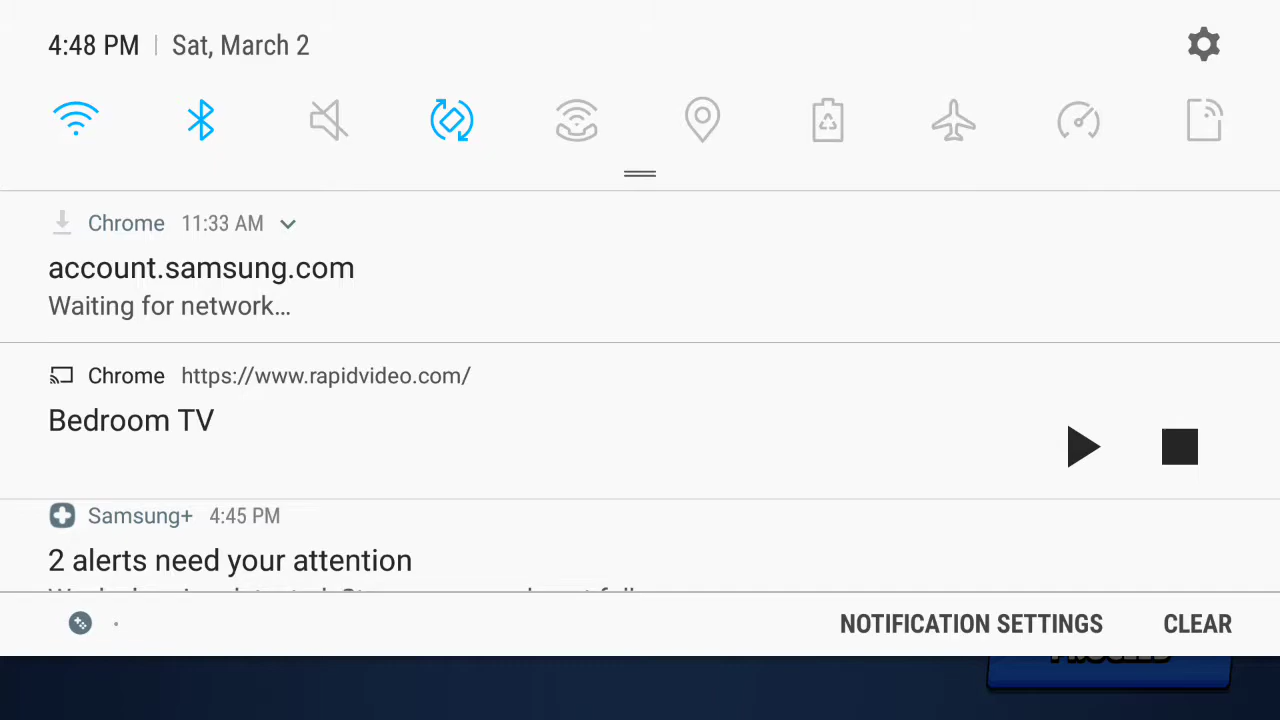 4:48 PM | Sat, March 2
Chrome 11:33 AM
account.samsung.com
Waiting for network...
Chrome https://www.rapidvideo.com/
Bedroom TV
Samsung+ 4:45 PM
2 alerts need your attention
NOTIFICATION SETTINGS CLEAR